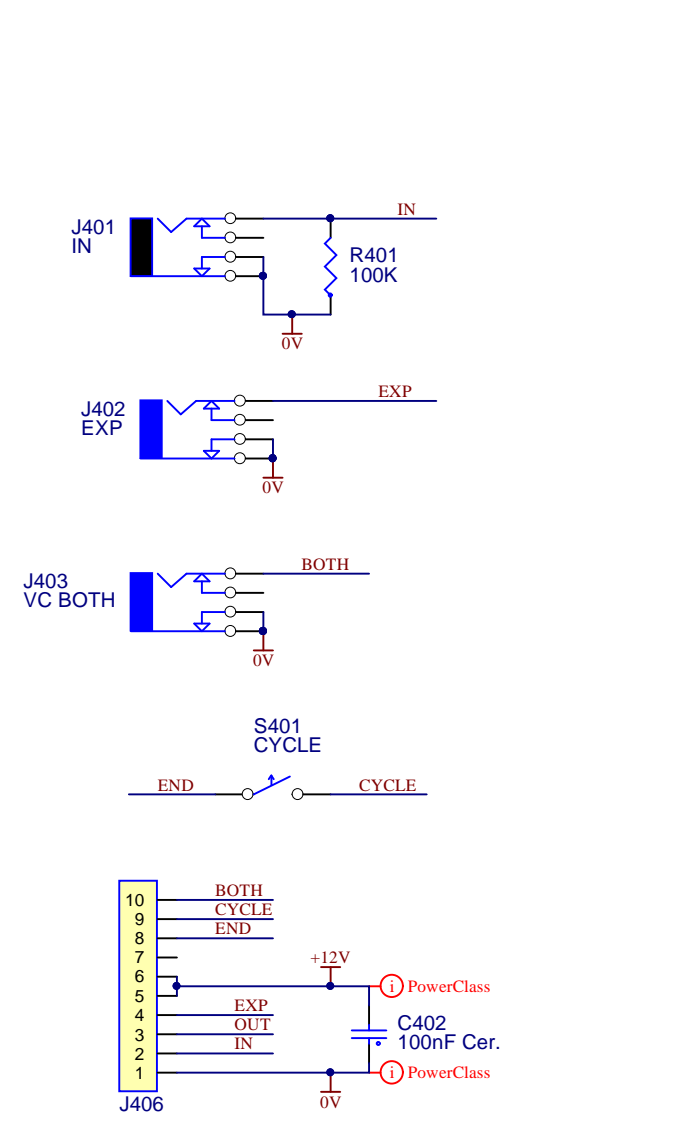 IN
J401
IN
R401
100K
0V
EXP
J402
EXP
0V
BOTH
J403
VC BOTH
0V
S401
CYCLE
END
CYCLE
10
BOTH
9
CYCLE
8
END
7
+12V
6
i PowerClass
5
4
EXP
3
OUT
C402
100nF Cer.
2
IN
1
i PowerClass
J406
0V